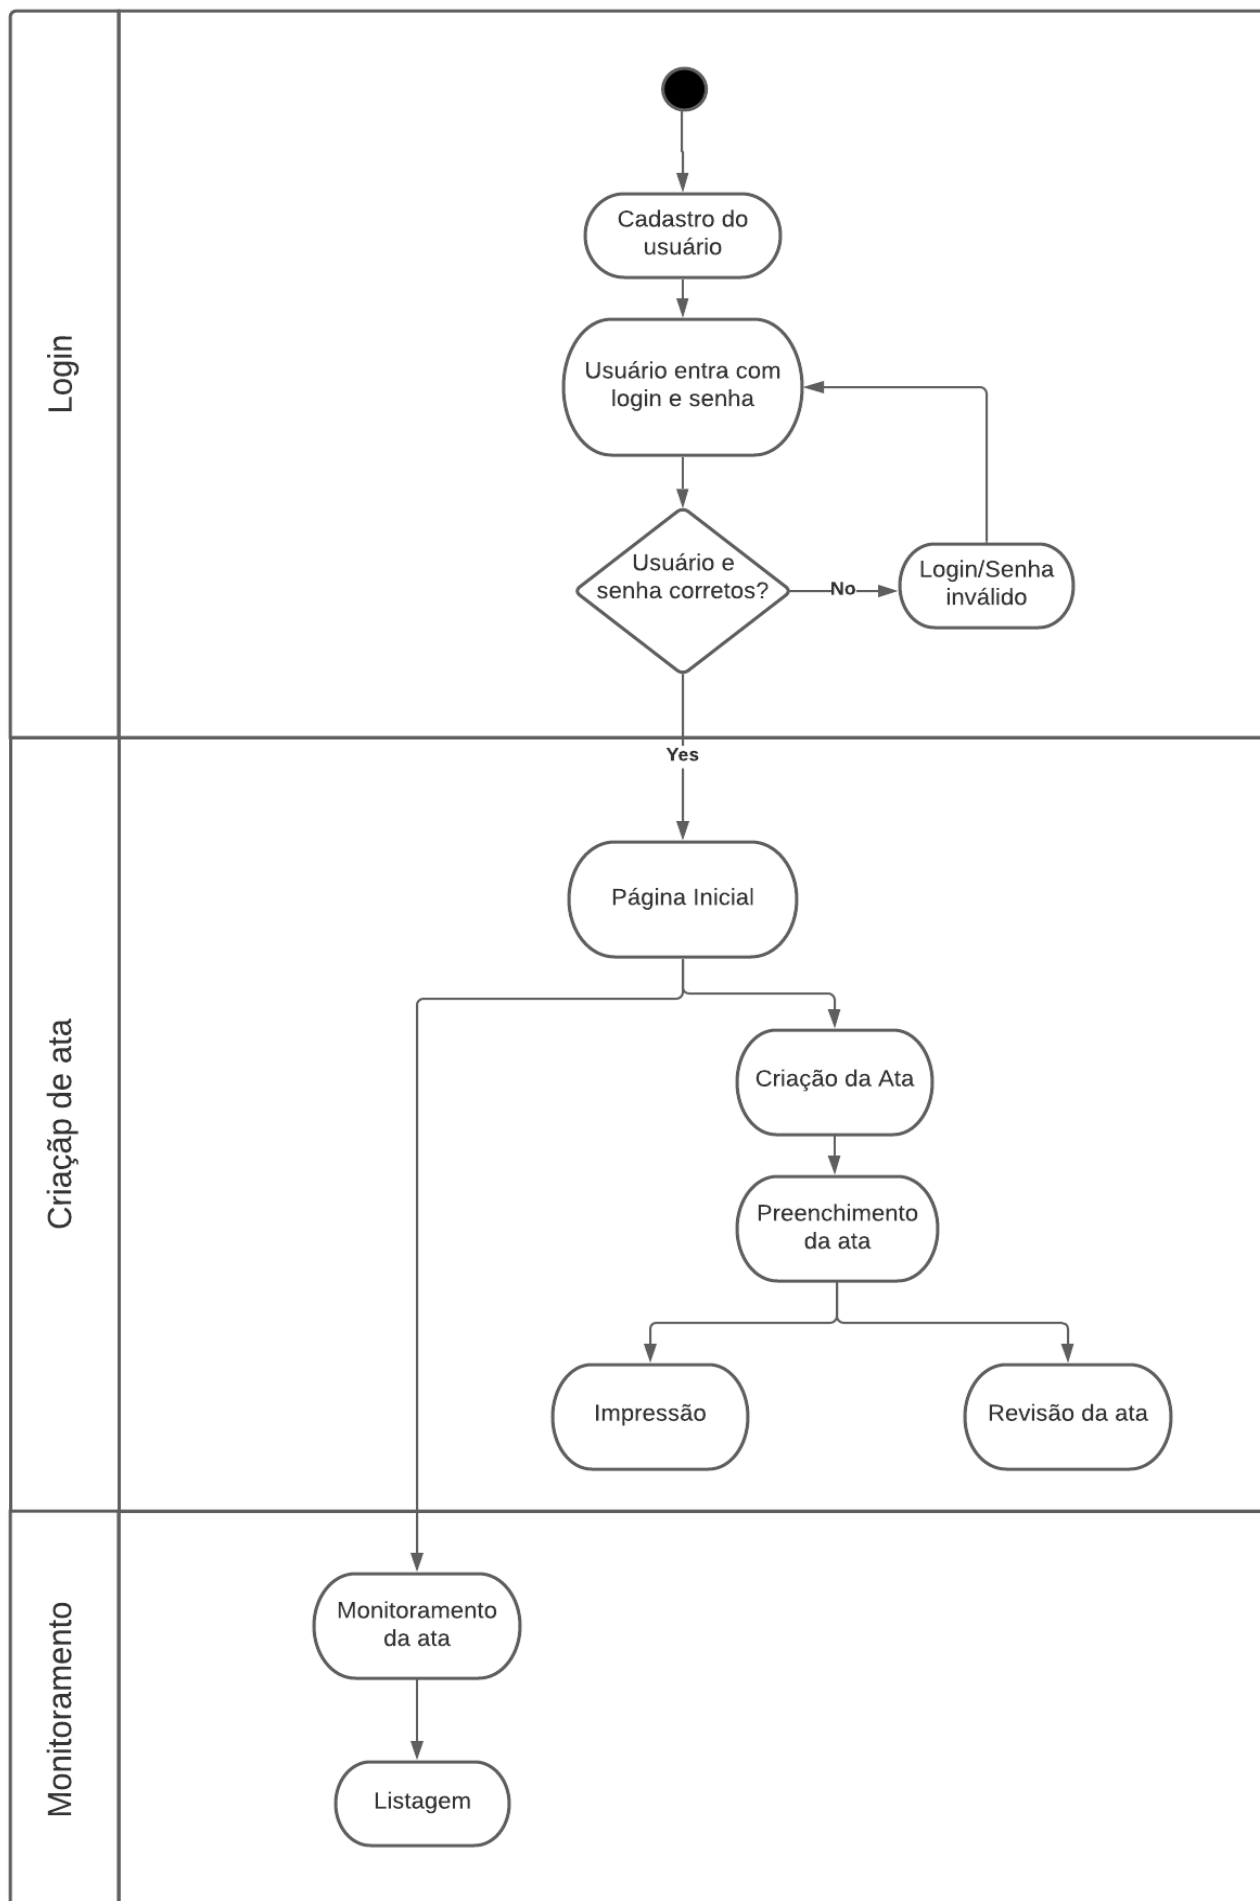 Login
Cadastro do
usuário
Usuário entra com
login e senha
Usuário e
senha corretos?
No
Login/Senha
inválido
Criaçãp de ata
Yes
Página Inicial
Criação da Ata
Preenchimento
da ata
Impressão
Revisão da ata
Monitoramento
Monitoramento
da ata
Listagem